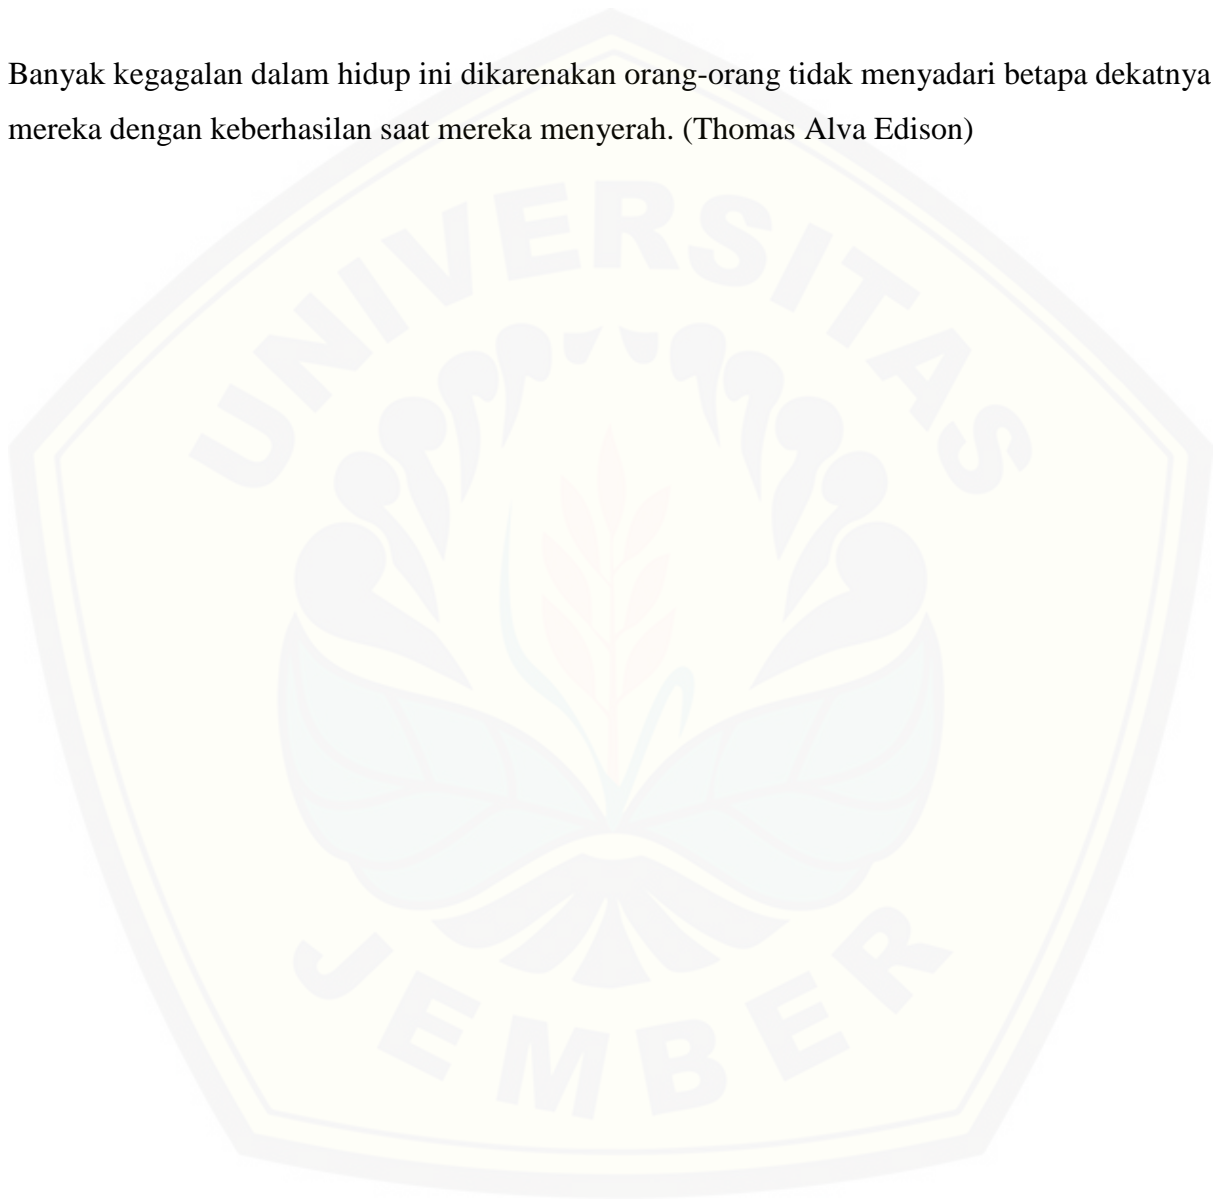 Banyak kegagalan dalam hidup ini dikarenakan orang-orang tidak menyadari betapa dekatnya
mereka dengan keberhasilan saat mereka menyerah. (Thomas Alva Edison)
UNIVERSITAS
JEMBER